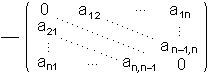 — ( 0 a12 ⋯ a1n
a21 ⋮
⋮ an–1,n
an1 ⋯ an,n–1 0 )